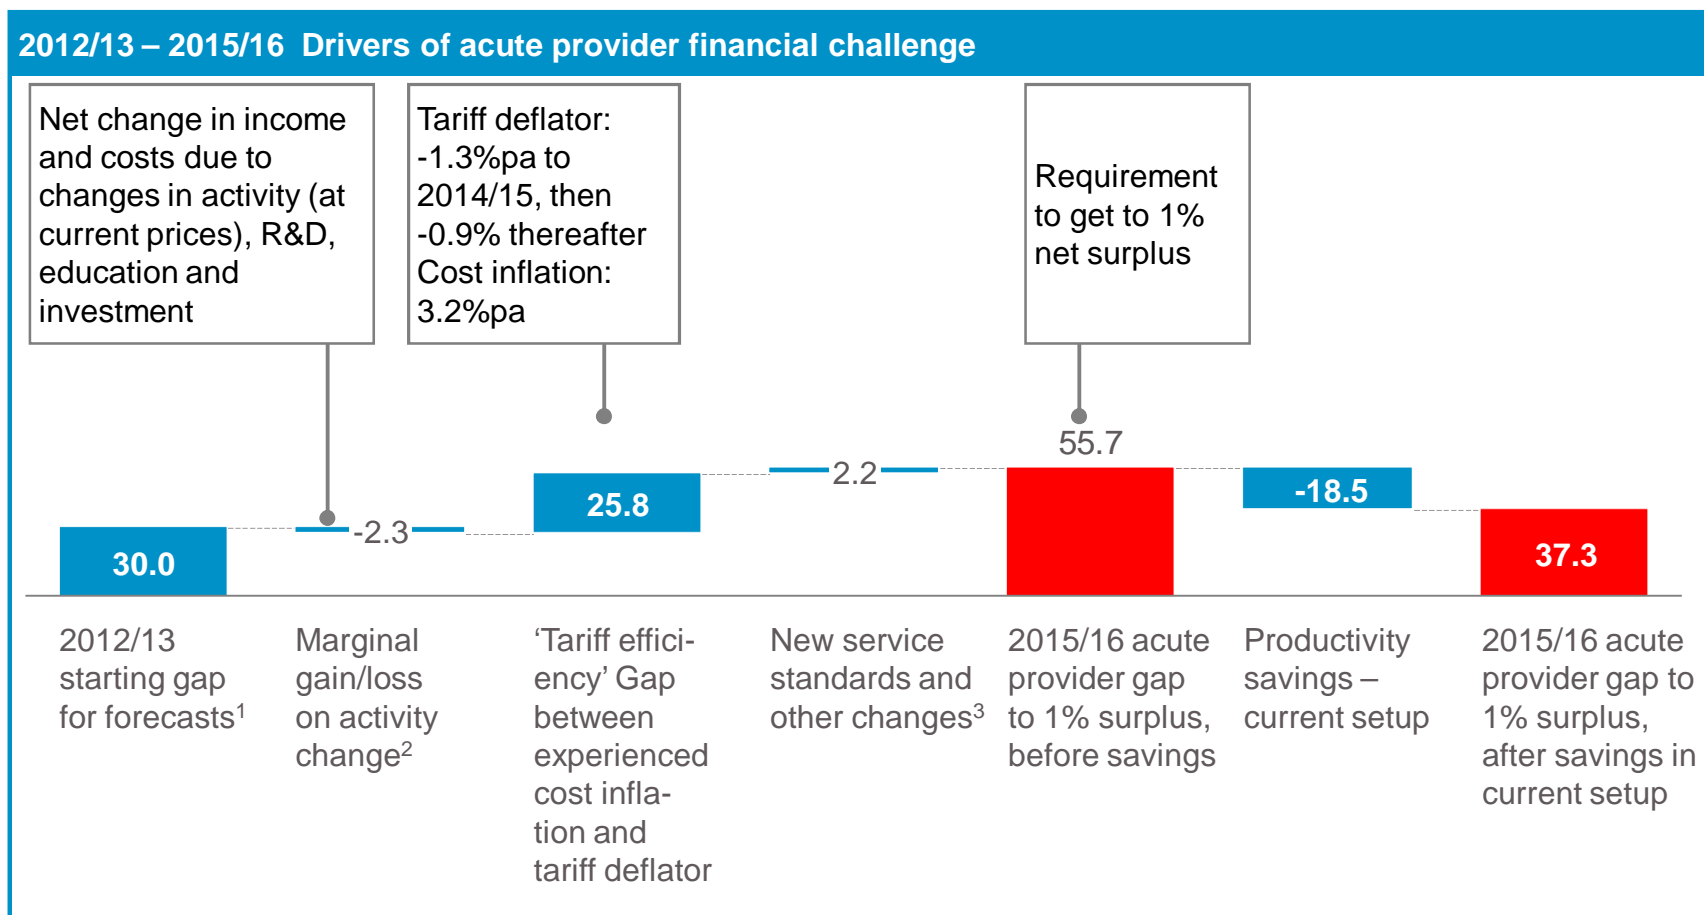 2012/13 – 2015/16 Drivers of acute provider financial challenge
Net change in income
and costs due to
changes in activity (at
current prices), R&D,
education and
investment
Tariff deflator:
-1.3%pa to
2014/15, then
-0.9% thereafter
Cost inflation:
3.2%pa
Requirement
to get to 1%
net surplus
30.0
-2.3
25.8
2.2
55.7
-18.5
37.3
2012/13
starting gap
for forecasts1
Marginal
gain/loss
on activity
change2
‘Tariff effici-
ency’ Gap
between
experienced
cost infla-
tion and
tariff deflator
New service
standards and
other changes3
2015/16 acute
provider gap
to 1% surplus,
before savings
Productivity
savings –
current setup
2015/16 acute
provider gap to
1% surplus,
after savings in
current setup